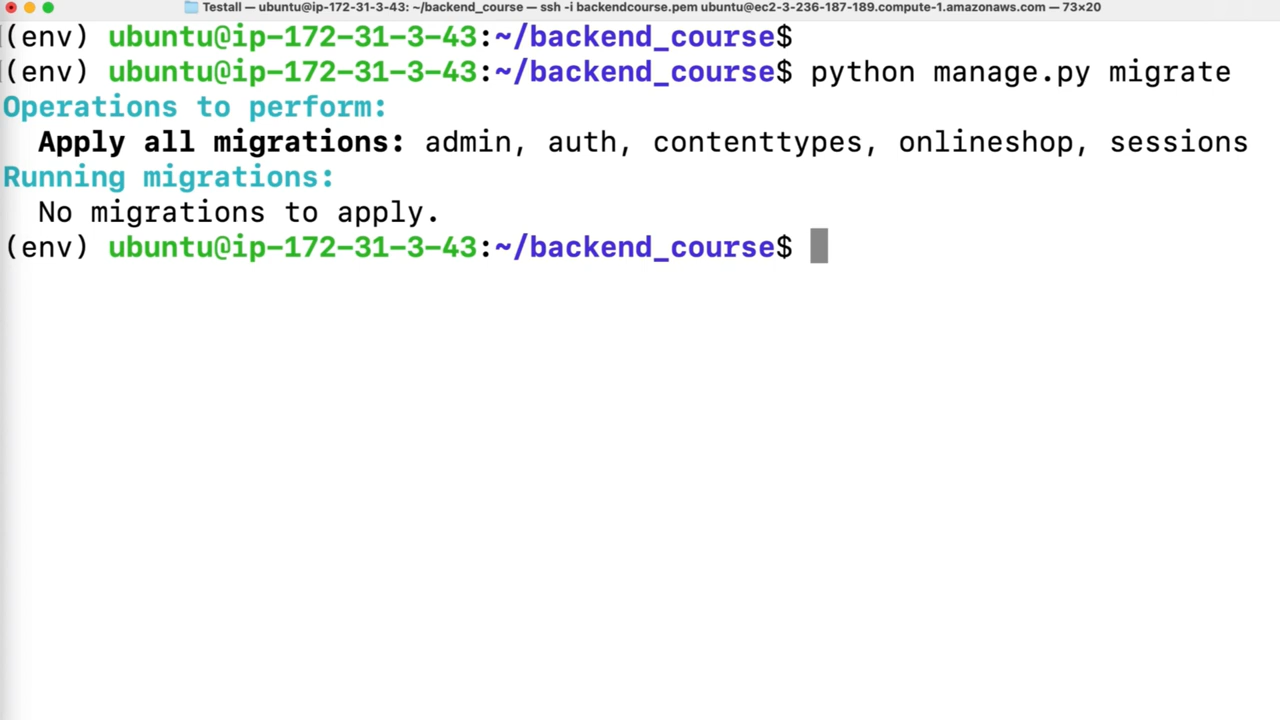 Testall — ubuntu@ip-172-31-3-43: ~/backend_course — ssh -i backendcourse.pem ubuntu@ec2-3-236-187-189.compute-1.amazonaws.com — 73×20
(env) ubuntu@ip-172-31-3-43:~/backend_course$
(env) ubuntu@ip-172-31-3-43:~/backend_course$ python manage.py migrate
Operations to perform:
  Apply all migrations: admin, auth, contenttypes, onlineshop, sessions
Running migrations:
  No migrations to apply.
(env) ubuntu@ip-172-31-3-43:~/backend_course$